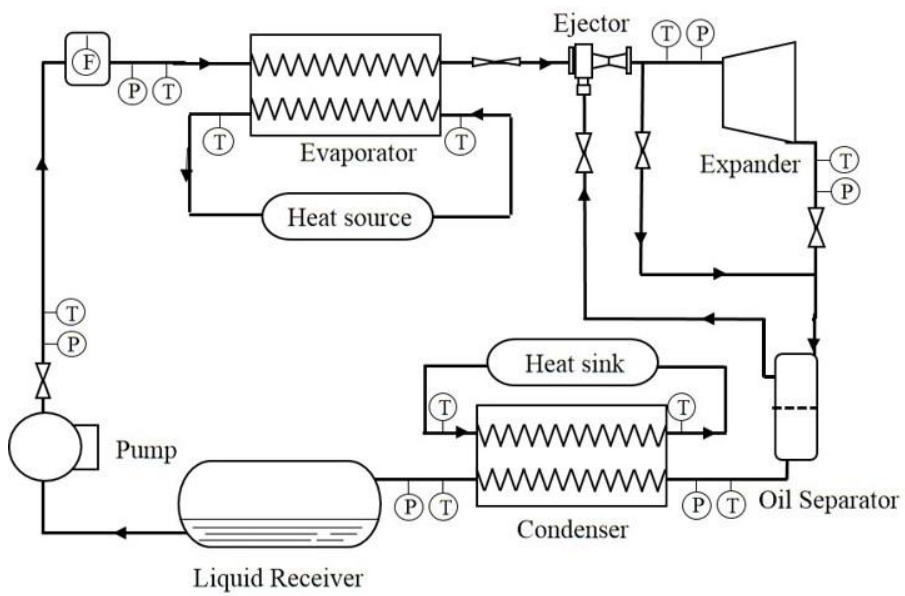 Ejector
T P
F
P T
T
T
Evaporator
Heat source
Expander
T
P
T
P
Heat sink
T
T
Pump
P T
P T
Oil Separator
Condenser
Liquid Receiver